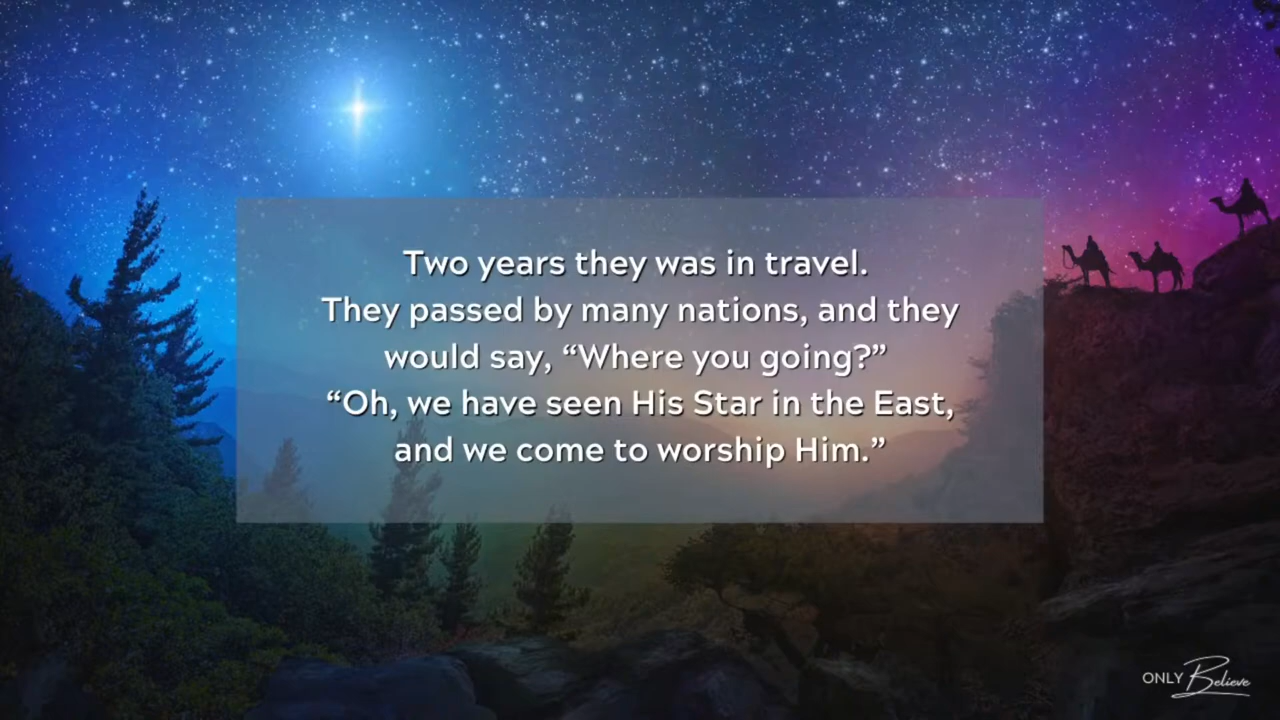 Two years they was in travel.
They passed by many nations, and they
would say, “Where you going?”
“Oh, we have seen His Star in the East,
and we come to worship Him.”
ONLY Believe